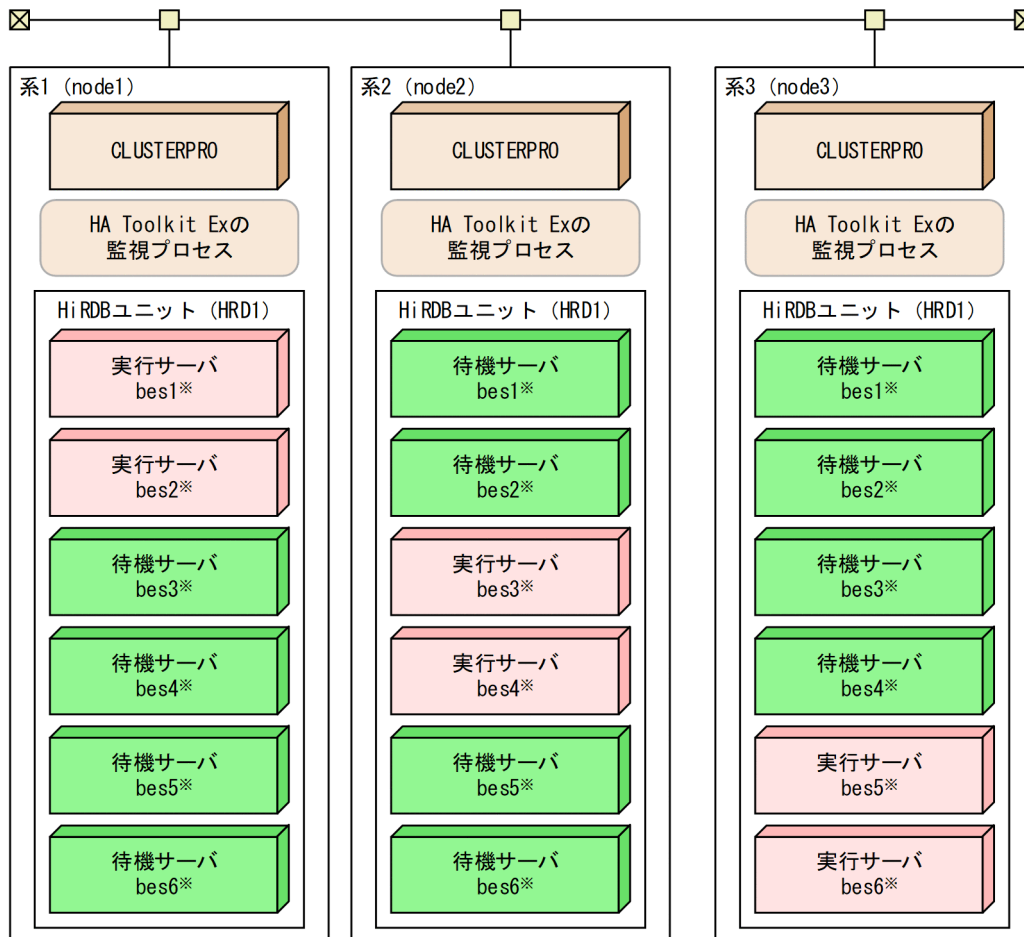 系1 (node1)
CLUSTERPRO
HA Toolkit Exの
監視プロセス
HiRDBユニット (HRD1)
実行サーバ
bes1※
実行サーバ
bes2※
待機サーバ
bes3※
待機サーバ
bes4※
待機サーバ
bes5※
待機サーバ
bes6※
系2 (node2)
CLUSTERPRO
HA Toolkit Exの
監視プロセス
HiRDBユニット (HRD1)
待機サーバ
bes1※
待機サーバ
bes2※
実行サーバ
bes3※
実行サーバ
bes4※
待機サーバ
bes5※
待機サーバ
bes6※
系3 (node3)
CLUSTERPRO
HA Toolkit Exの
監視プロセス
HiRDBユニット (HRD1)
待機サーバ
bes1※
待機サーバ
bes2※
待機サーバ
bes3※
待機サーバ
bes4※
実行サーバ
bes5※
実行サーバ
bes6※